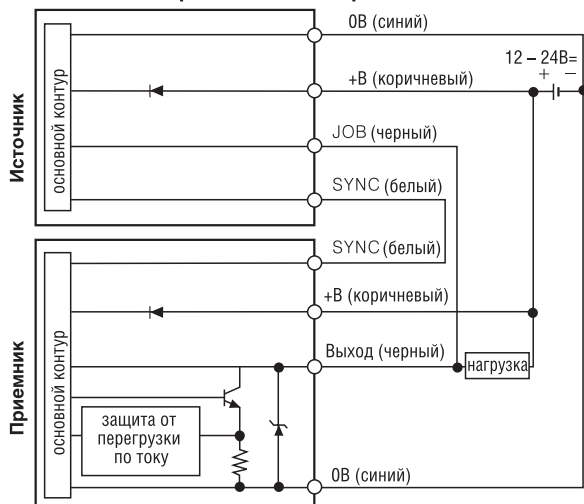 0В (синий)
12 – 24В=
+ –
+В (коричневый)
JOB (черный)
SYNC (белый)
Источник
основной контур
SYNC (белый)
+В (коричневый)
Выход (черный)
нагрузка
Приемник
основной контур
защита от
перегрузки
по току
0В (синий)